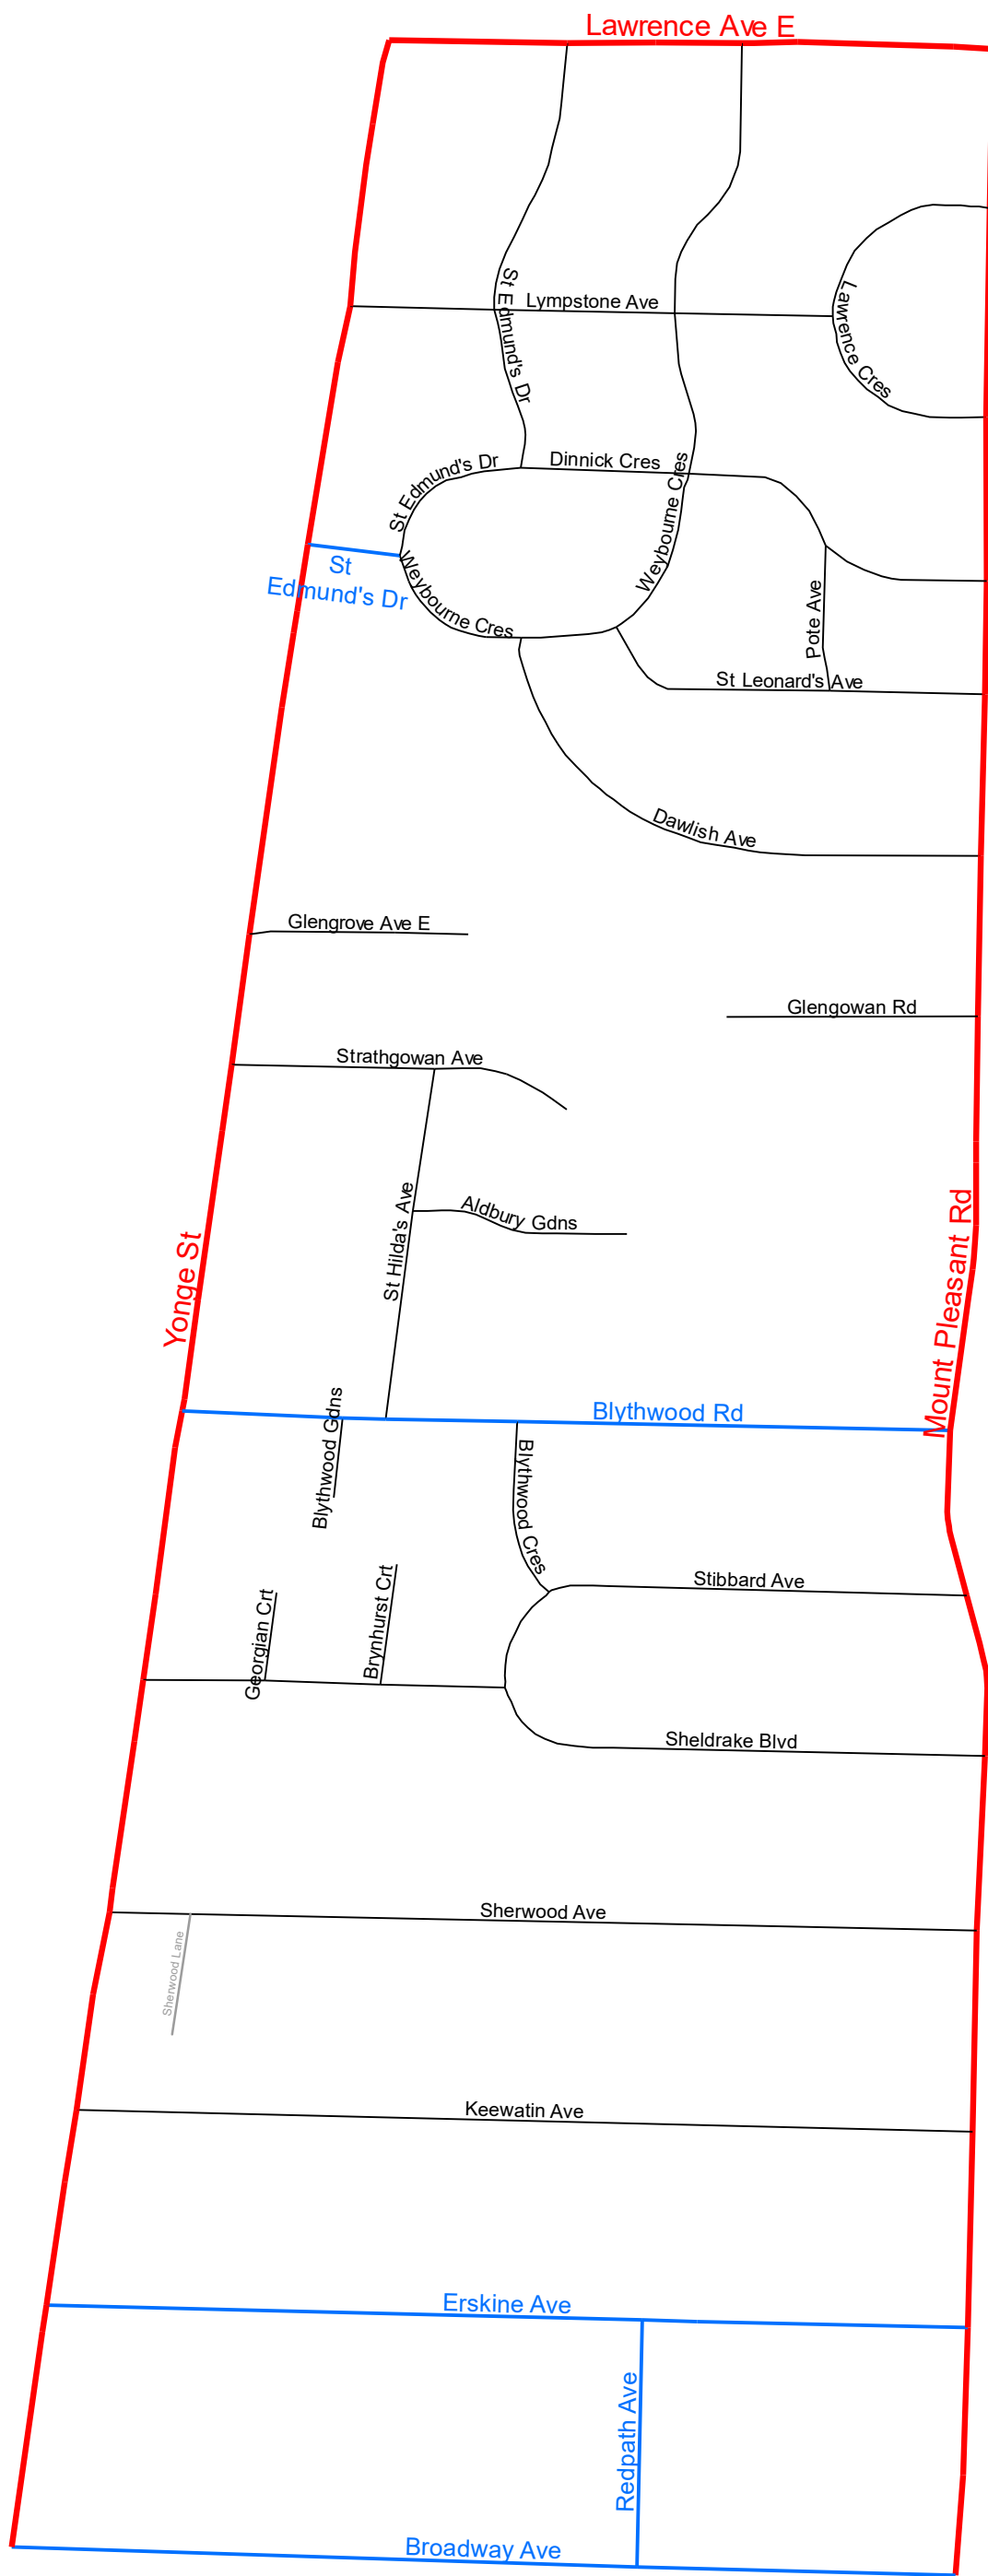 Lawrence Ave E
St Edmund's Dr
Lympstone Ave
Lawrence Cres
St Edmund's Dr
Dinnick Cres
Weybourne Cres
St
Edmund's Dr
Weybourne Cres
Pote Ave
St Leonard's Ave
Dawlish Ave
Glengrove Ave E
Glengowan Rd
Strathgowan Ave
St Hilda's Ave
Aldbury Gdns
Yonge St
Mount Pleasant Rd
Blythwood Gdns
Blythwood Rd
Blythwood Cres
Georgian Crt
Brynhurst Crt
Stibbard Ave
Sheldrake Blvd
Sherwood Ave
Sherwood Lane
Keewatin Ave
Erskine Ave
Redpath Ave
Broadway Ave